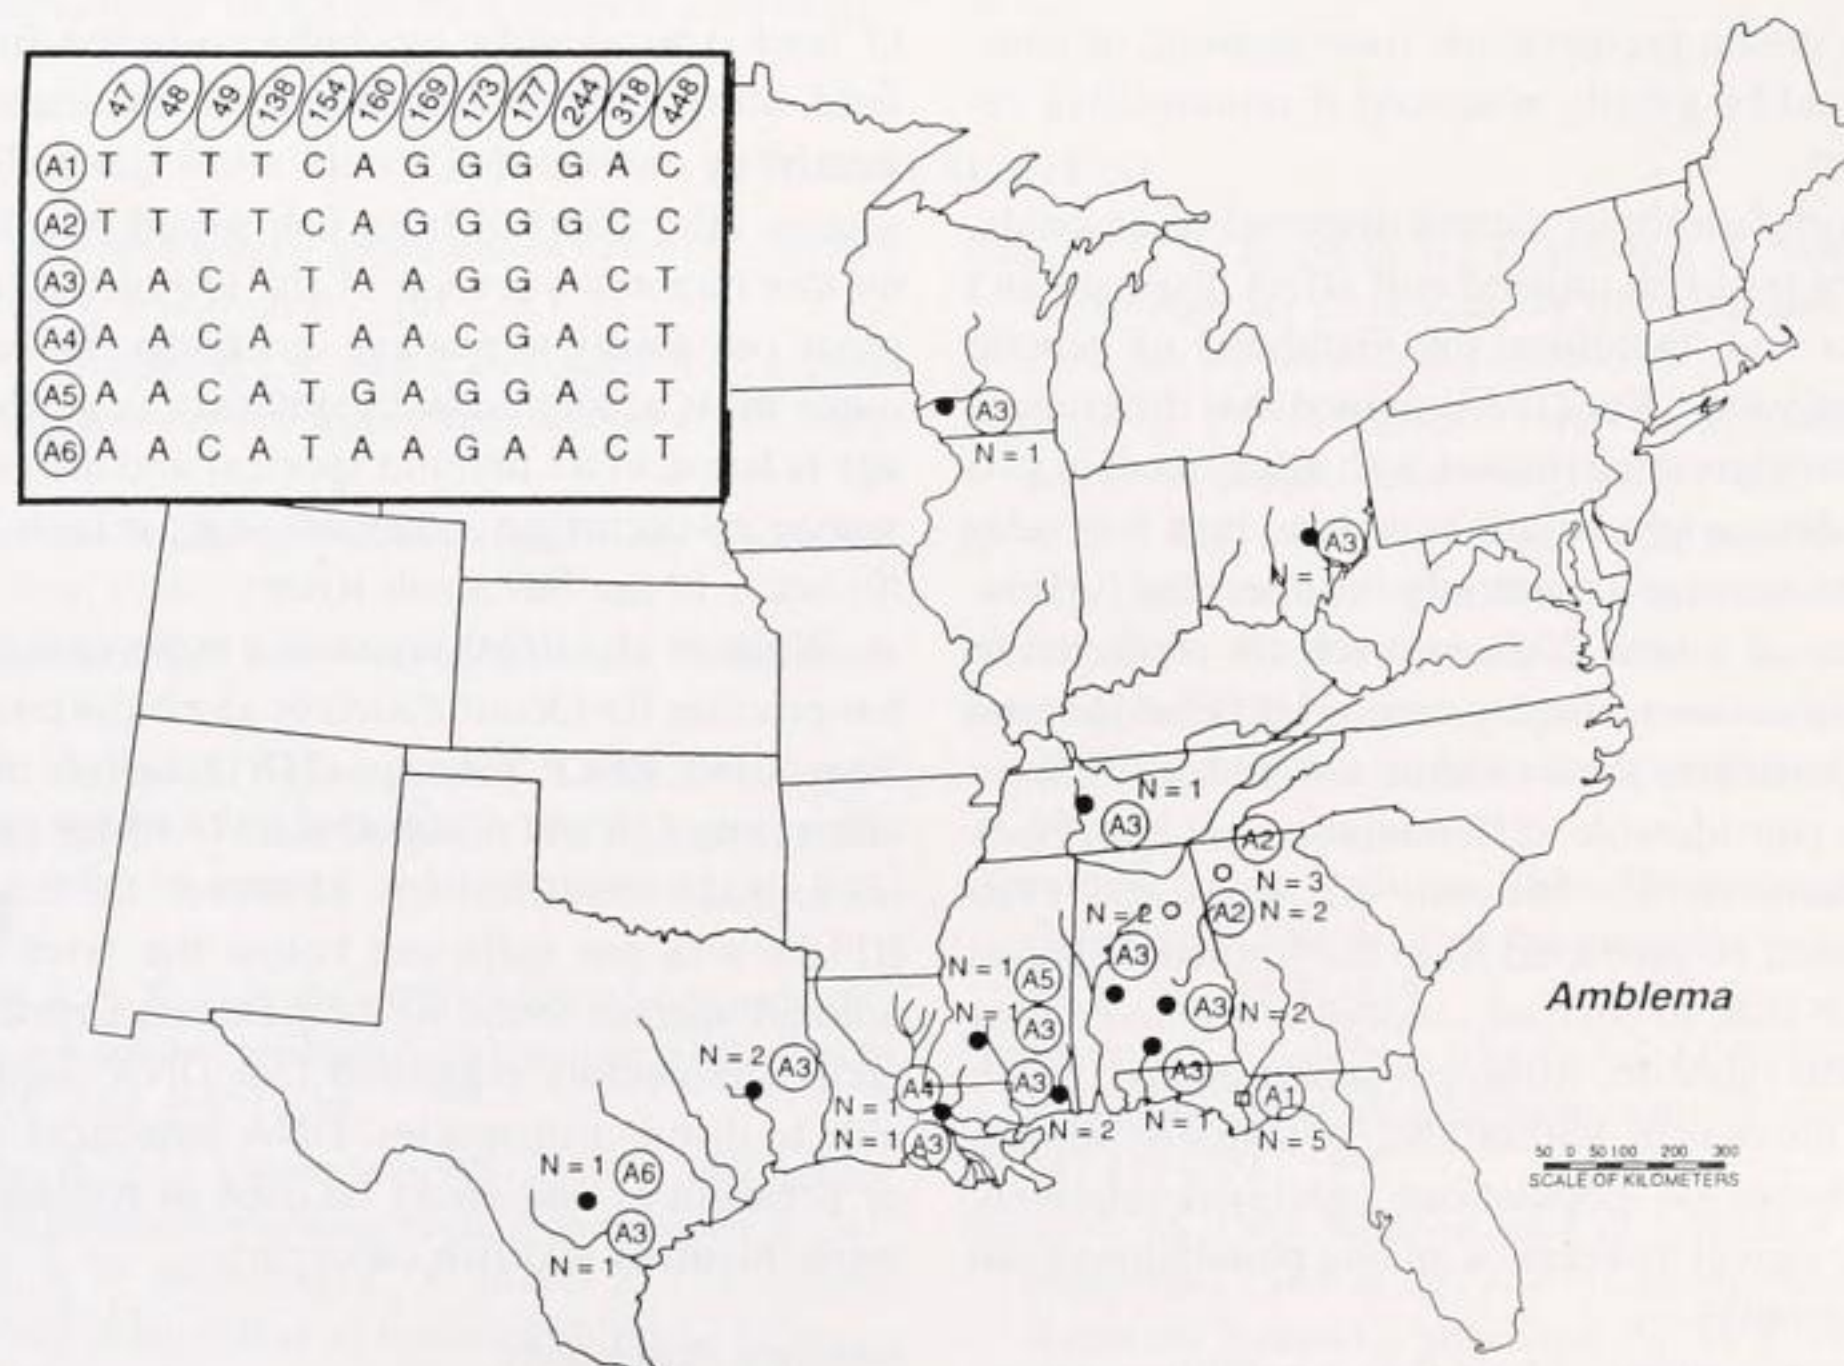 47 48 49 138 154 160 169 173 177 244 318 448
A1 T T T T C A G G G G A C
A2 T T T T C A G G G G C C
A3 A A C A T A A G G A C T
A4 A A C A T A A C G A C T
A5 A A C A T G A G G A C T
A6 A A C A T A A G A A C T
A3
N = 1
A3
N = 1
N = 1
A3
A2
N = 3
N = 2
A2
N = 2
A3
N = 1
A5
N = 1
A3
A3
N = 2
Amblema
N = 2
A3
A4
A3
A3
A1
N = 1
N = 1
A3
N = 2
N = 1
N = 5
N = 1
A6
A3
N = 1
50 0 50 100 200 300
SCALE OF KILOMETERS